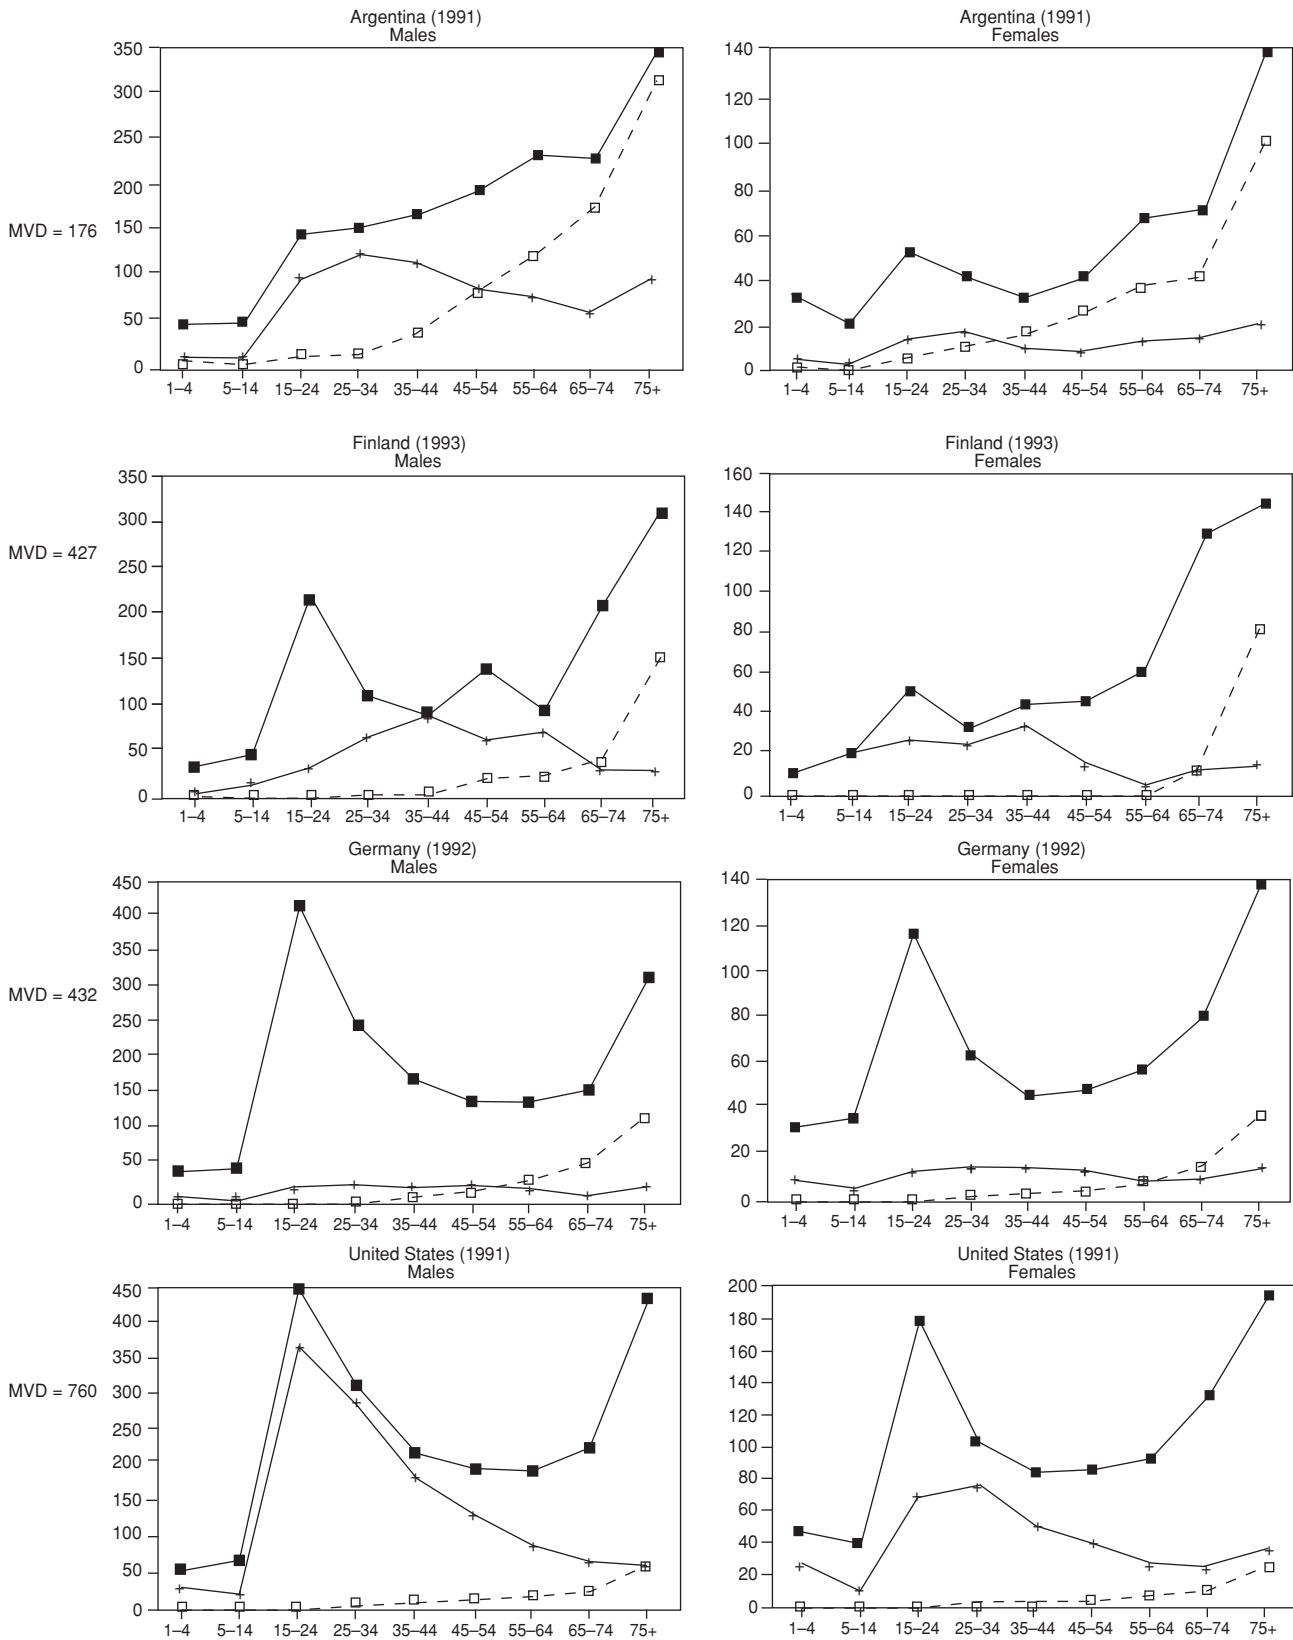 Argentina (1991)
Males
350
300
250
200
150
100
50
0
1–4 5–14 15–24 25–34 35–44 45–54 55–64 65–74 75+
MVD = 176
Argentina (1991)
Females
140
120
100
80
60
40
20
0
1–4 5–14 15–24 25–34 35–44 45–54 55–64 65–74 75+
Finland (1993)
Males
350
300
250
200
150
100
50
0
1–4 5–14 15–24 25–34 35–44 45–54 55–64 65–74 75+
MVD = 427
Finland (1993)
Females
160
140
120
100
80
60
40
20
0
1–4 5–14 15–24 25–34 35–44 45–54 55–64 65–74 75+
Germany (1992)
Males
450
400
350
300
250
200
150
100
50
0
1–4 5–14 15–24 25–34 35–44 45–54 55–64 65–74 75+
MVD = 432
Germany (1992)
Females
140
120
100
80
60
40
20
0
1–4 5–14 15–24 25–34 35–44 45–54 55–64 65–74 75+
United States (1991)
Males
450
400
350
300
250
200
150
100
50
0
1–4 5–14 15–24 25–34 35–44 45–54 55–64 65–74 75+
MVD = 760
United States (1991)
Females
200
180
160
140
120
100
80
60
40
20
0
1–4 5–14 15–24 25–34 35–44 45–54 55–64 65–74 75+